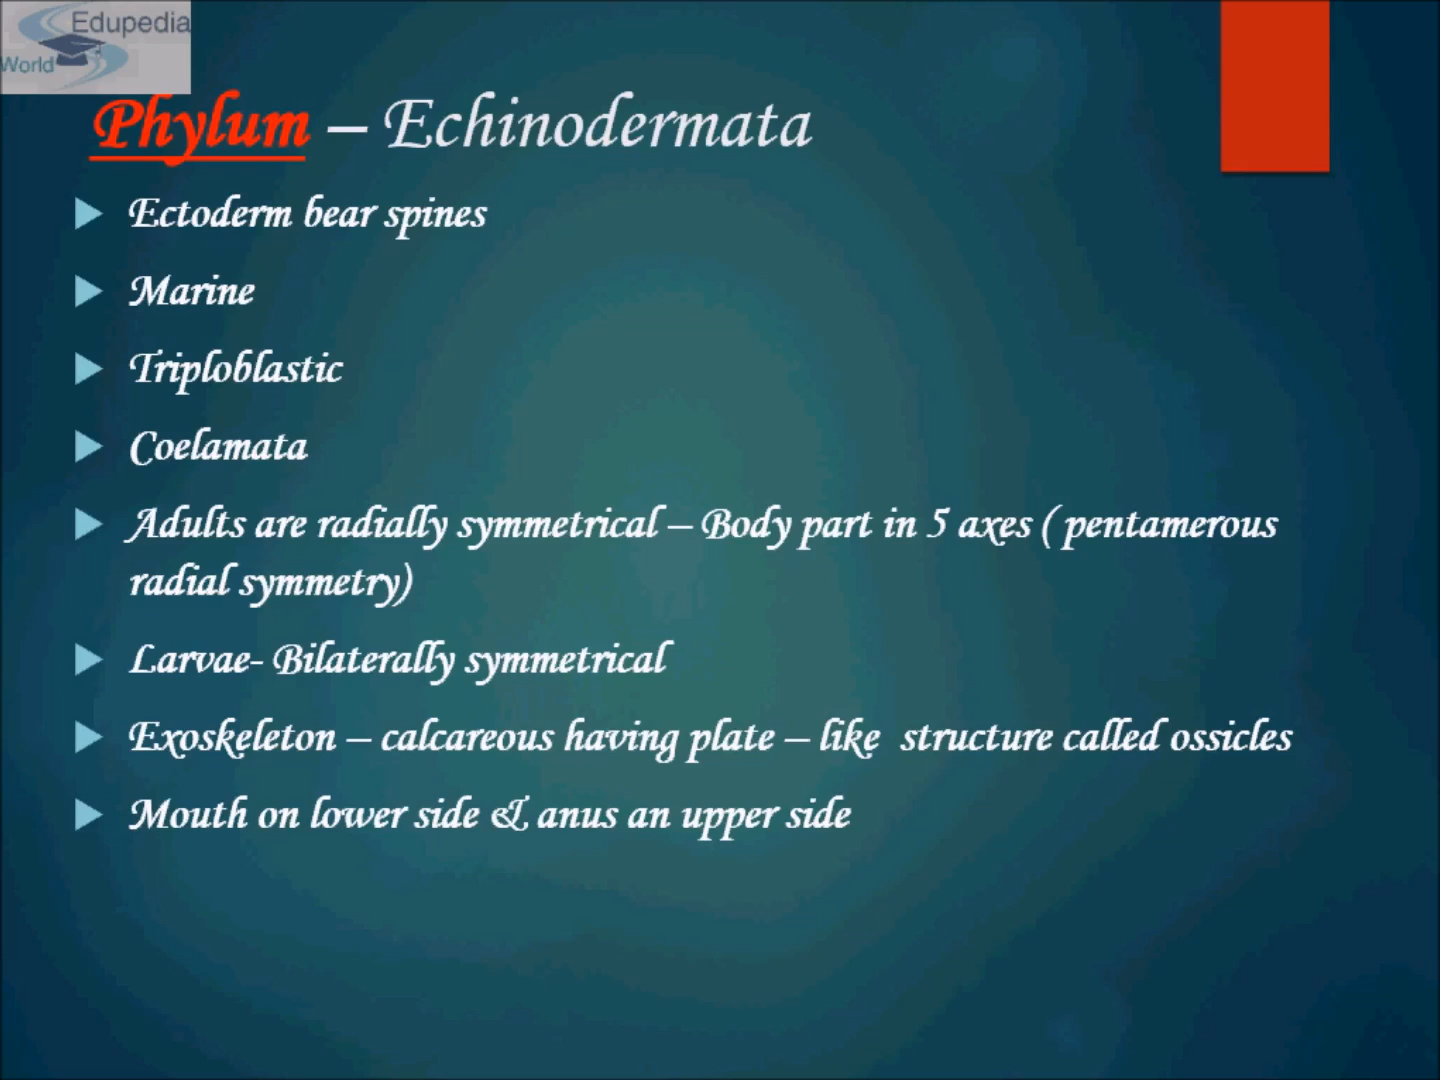 Edupedia
World
Phylum – Echinodermata
Ectoderm bear spines
Marine
Triploblastic
Coelamata
Adults are radially symmetrical – Body part in 5 axes ( pentamerous
radial symmetry)
Larvae- Bilaterally symmetrical
Exoskeleton – calcareous having plate – like structure called ossicles
Mouth on lower side & anus an upper side